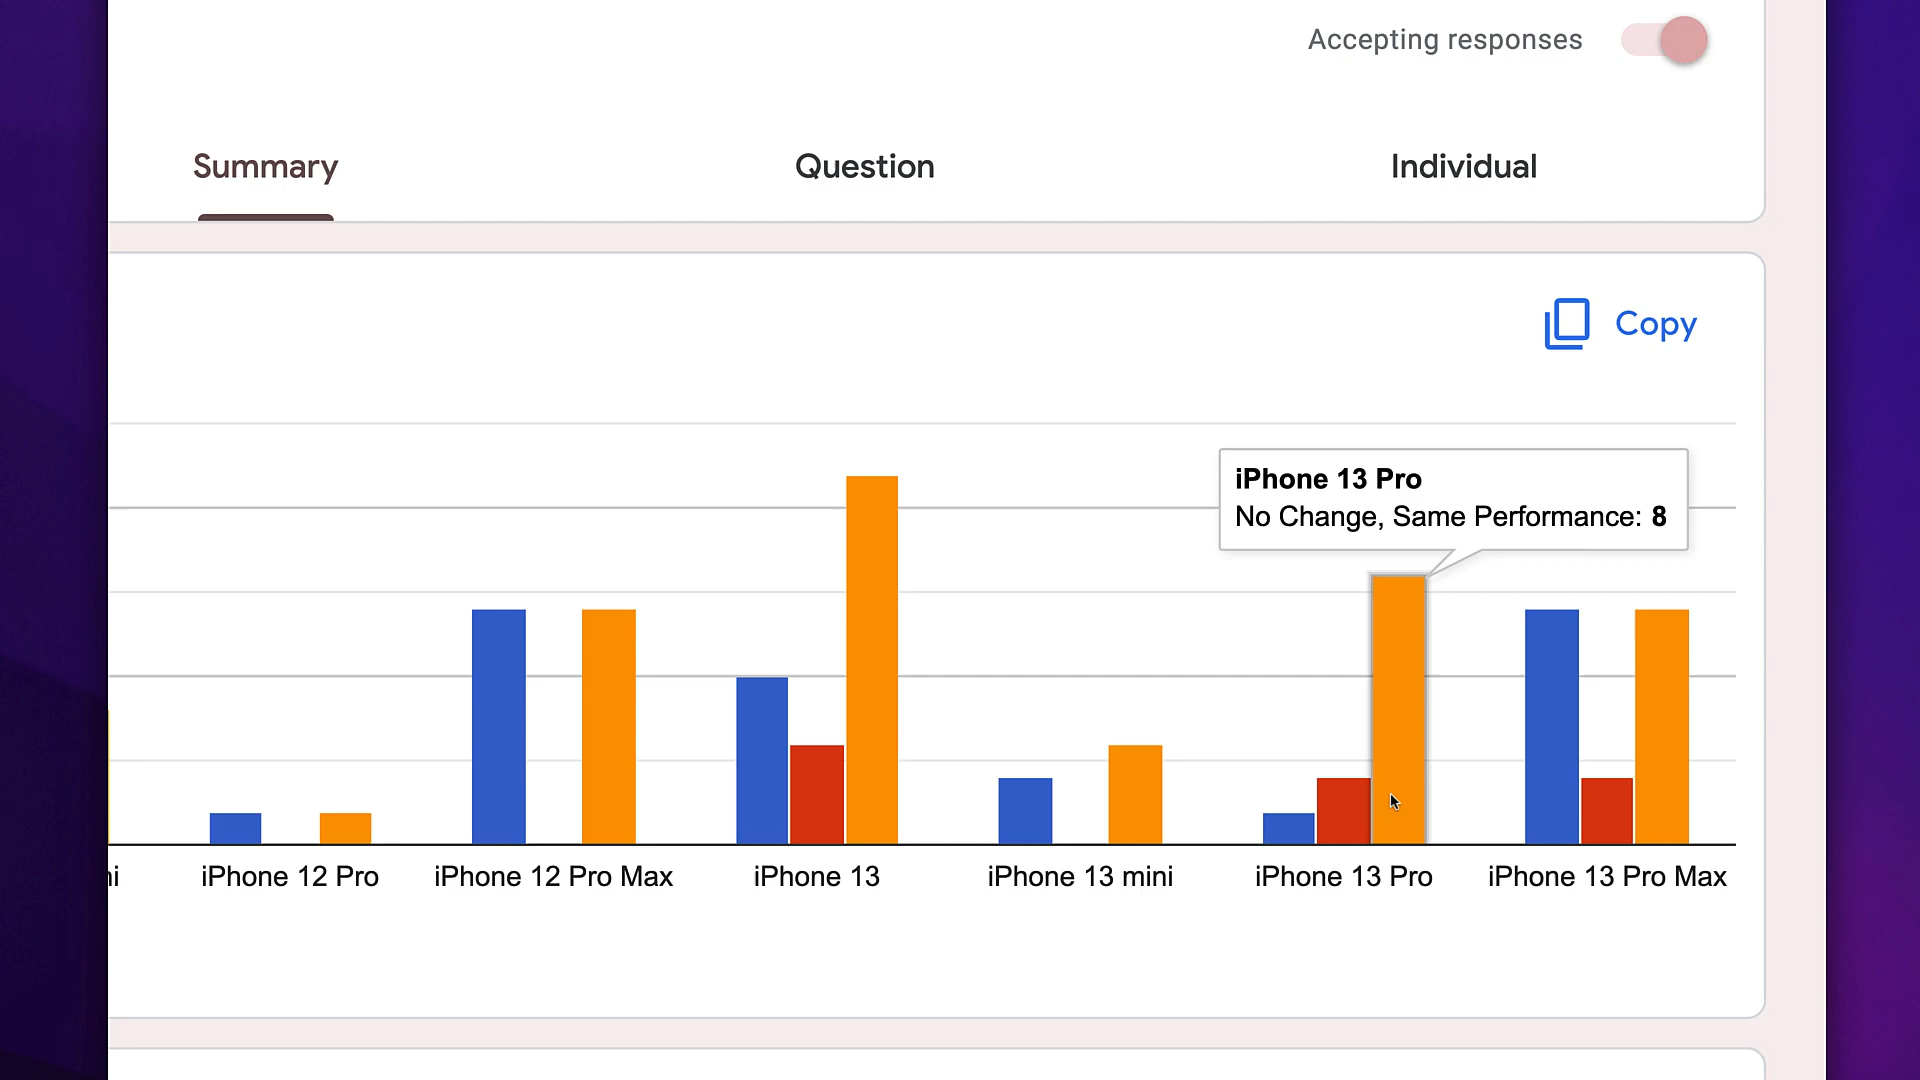 Accepting responses
Summary
Question
Individual
Copy
iPhone 13 Pro
No Change, Same Performance: 8
iPhone 12 Pro
iPhone 12 Pro Max
iPhone 13
iPhone 13 mini
iPhone 13 Pro
iPhone 13 Pro Max